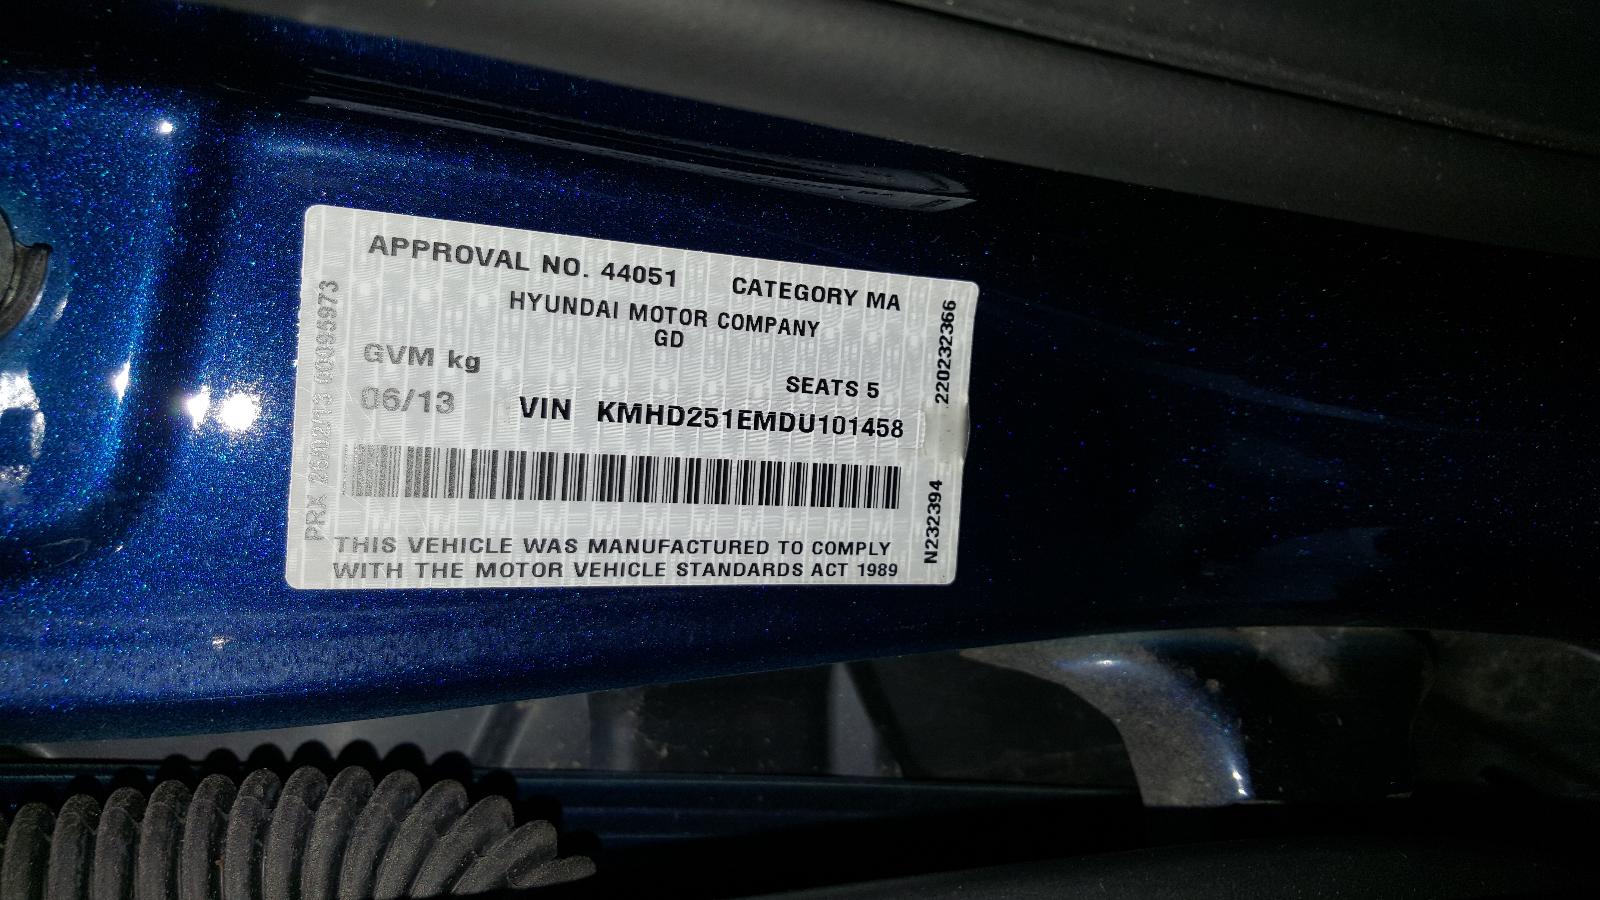 APPROVAL NO. 44051 CATEGORY MA
HYUNDAI MOTOR COMPANY
GD
GVM kg
SEATS 5
06/13 VIN KMHD251EMDU101458
THIS VEHICLE WAS MANUFACTURED TO COMPLY
WITH THE MOTOR VEHICLE STANDARDS ACT 1989
PRX
220232366
N232394